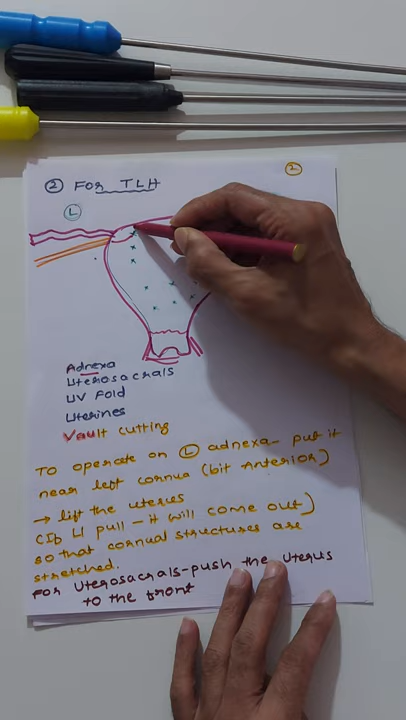 ② For TLH
②
Ⓛ
Adnexa
Uterosacrals
UV Fold
Uterines
Vault cutting
To operate on Ⓛ adnexa - put it
near left cornua (bit Anterior)
→ lift the uterus
(Ib U pull - it will come out)
so that cornual structures are
stretched.
For Uterosacrals - push the Uterus
to the front